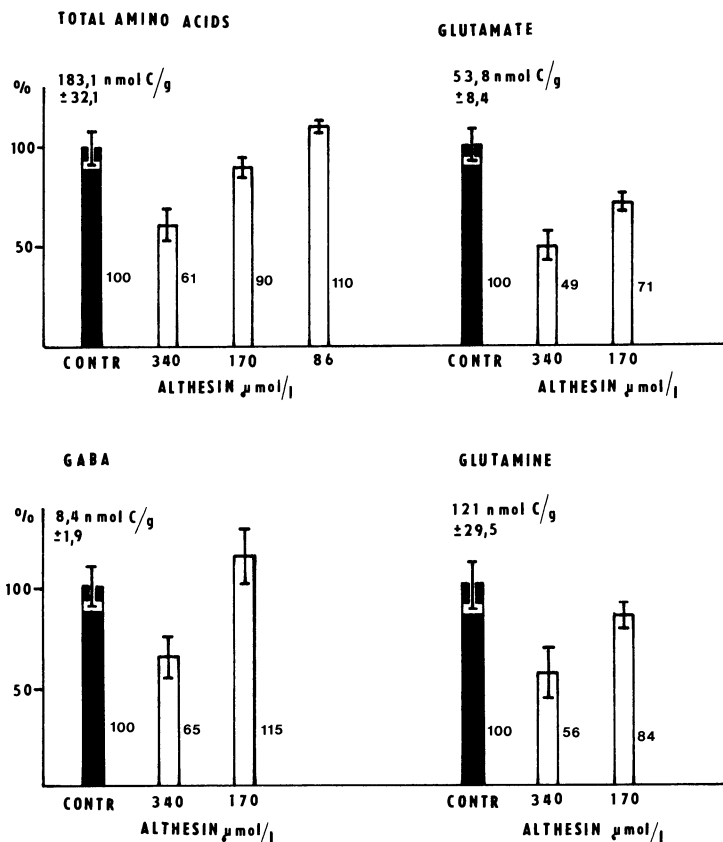 TOTAL AMINO ACIDS
183,1 nmol C/g
±32,1
%
100
50
100
61
90
110
CONTR 340 170 86
ALTHESIN µmol/l
GLUTAMATE
53,8 nmol C/g
±8,4
100
49
71
CONTR 340 170
ALTHESIN µmol/l
GABA
8,4 nmol C/g
±1,9
%
100
50
100
65
115
CONTR 340 170
ALTHESIN µmol/l
GLUTAMINE
121 nmol C/g
±29,5
100
56
84
CONTR 340 170
ALTHESIN µmol/l